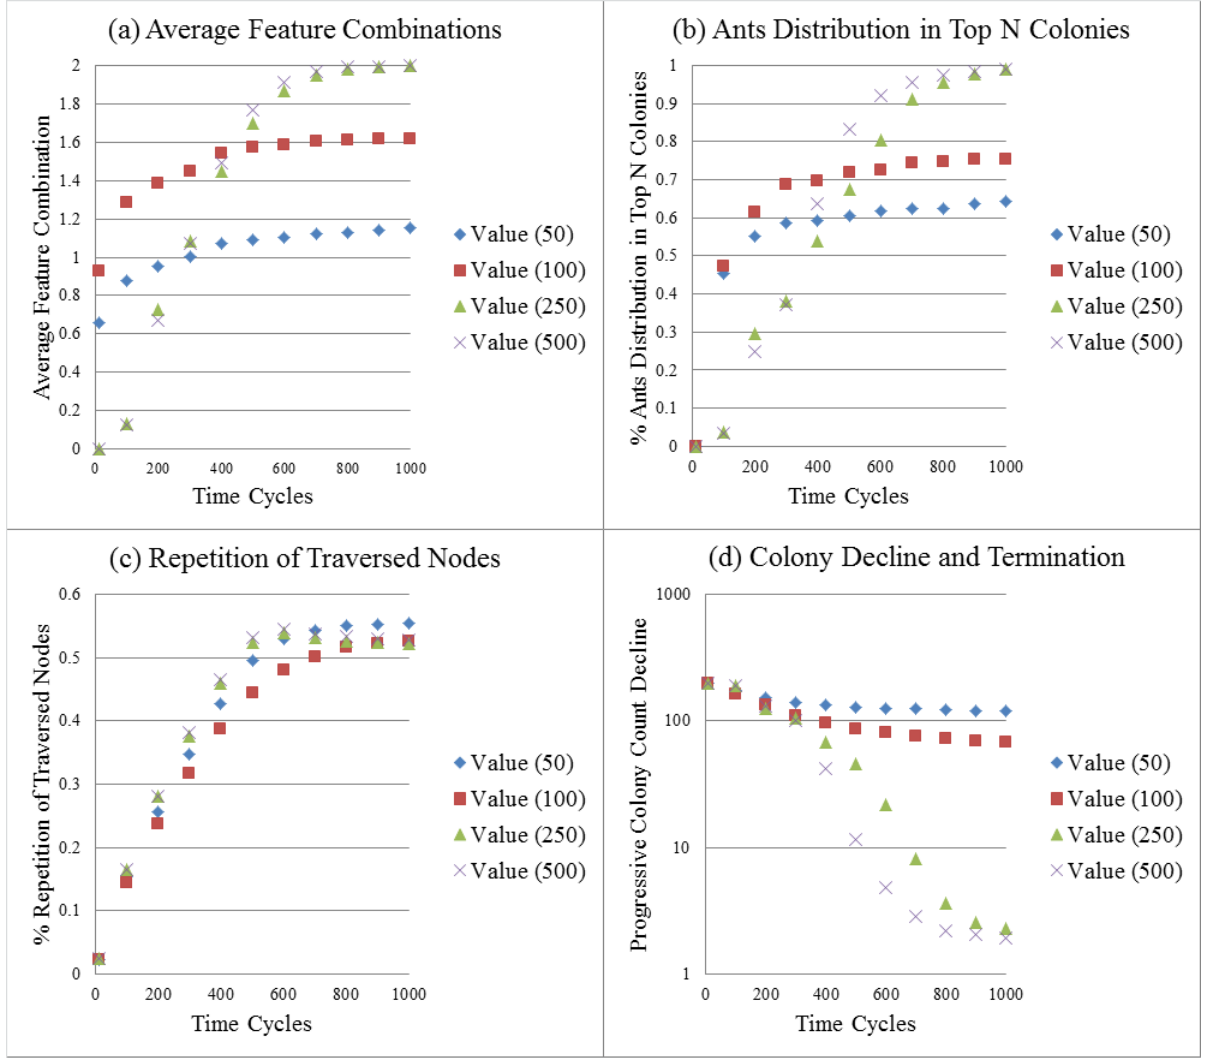 (a) Average Feature Combinations
Average Feature Combination
2
1.8
1.6
1.4
1.2
1
0.8
0.6
0.4
0.2
0
0 200 400 600 800 1000
Time Cycles
Value (50)
Value (100)
Value (250)
Value (500)
(b) Ants Distribution in Top N Colonies
% Ants Distribution in Top N Colonies
1
0.9
0.8
0.7
0.6
0.5
0.4
0.3
0.2
0.1
0
0 200 400 600 800 1000
Time Cycles
Value (50)
Value (100)
Value (250)
Value (500)
(c) Repetition of Traversed Nodes
% Repetition of Traversed Nodes
0.6
0.5
0.4
0.3
0.2
0.1
0
0 200 400 600 800 1000
Time Cycles
Value (50)
Value (100)
Value (250)
Value (500)
(d) Colony Decline and Termination
Progressive Colony Count Decline
1000
100
10
1
0 200 400 600 800 1000
Time Cycles
Value (50)
Value (100)
Value (250)
Value (500)